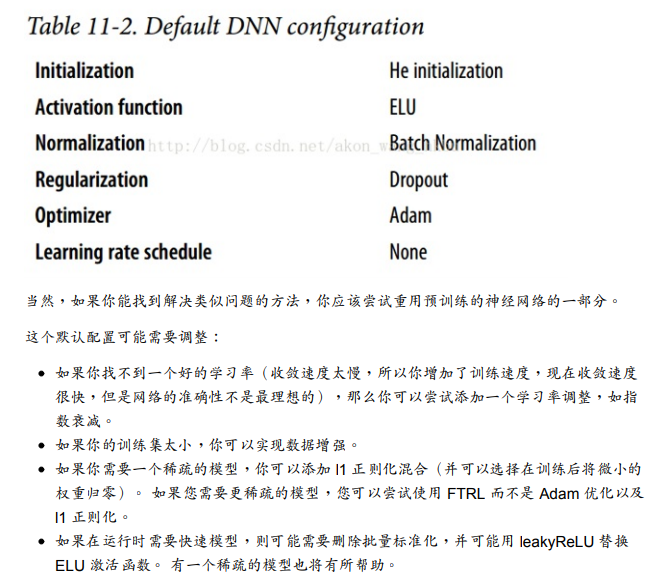 Table 11-2. Default DNN configuration
Initialization He initialization
Activation function ELU
Normalization Batch Normalization
http://blog.csdn.net/akon_w
Regularization Dropout
Optimizer Adam
Learning rate schedule None
当然，如果你能找到解决类似问题的方法，你应该尝试重用预训练的神经网络的一部分。
这个默认配置可能需要调整：
• 如果你找不到一个好的学习率（收敛速度太慢，所以你增加了训练速度，现在收敛速度
很快，但是网络的准确性不是最理想的），那么你可以尝试添加一个学习率调整，如指
数衰减。
• 如果你的训练集太小，你可以实现数据增强。
• 如果你需要一个稀疏的模型，你可以添加 l1 正则化混合（并可以选择在训练后将微小的
权重归零）。 如果您需要更稀疏的模型，您可以尝试使用 FTRL 而不是 Adam 优化以及
l1 正则化。
• 如果在运行时需要快速模型，则可能需要删除批量标准化，并可能用 leakyReLU 替换
ELU 激活函数。 有一个稀疏的模型也将有所帮助。